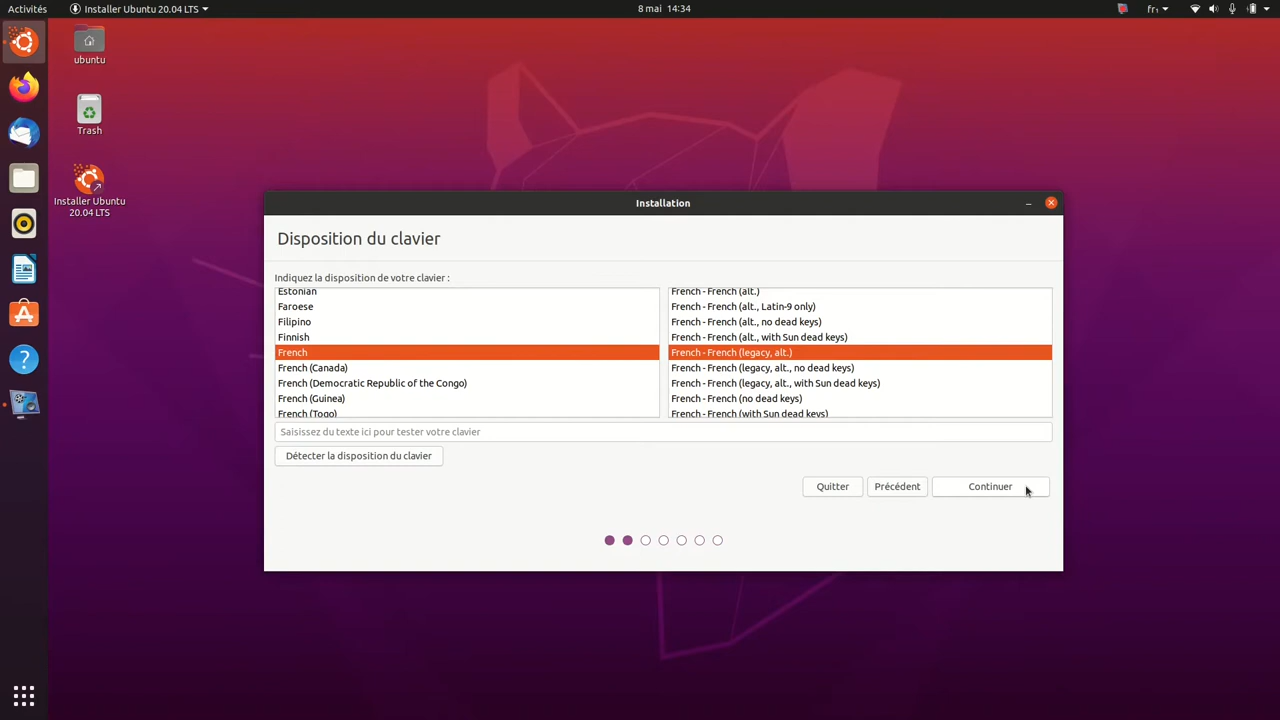 Activités
Installer Ubuntu 20.04 LTS
8 mai 14:34
fr₁
ubuntu
Trash
Installer Ubuntu
20.04 LTS
Installation
Disposition du clavier
Indiquez la disposition de votre clavier :
Estonian
Faroese
Filipino
Finnish
French
French (Canada)
French (Democratic Republic of the Congo)
French (Guinea)
French (Togo)
French - French (alt.)
French - French (alt., Latin-9 only)
French - French (alt., no dead keys)
French - French (alt., with Sun dead keys)
French - French (legacy, alt.)
French - French (legacy, alt., no dead keys)
French - French (legacy, alt., with Sun dead keys)
French - French (no dead keys)
French - French (with Sun dead keys)
Saisissez du texte ici pour tester votre clavier
Détecter la disposition du clavier
Quitter
Précédent
Continuer